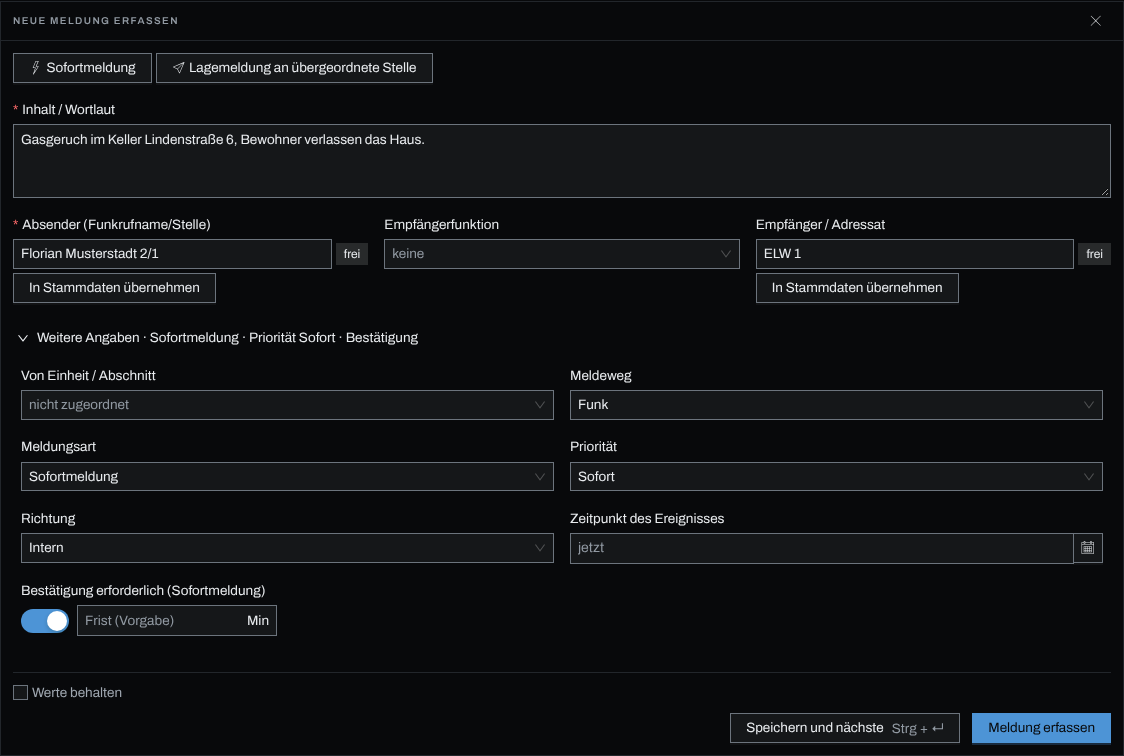 NEUE MELDUNG ERFASSEN
Sofortmeldung Lagemeldung an übergeordnete Stelle
* Inhalt / Wortlaut
Gasgeruch im Keller Lindenstraße 6, Bewohner verlassen das Haus.
* Absender (Funkrufname/Stelle) Empfängerfunktion Empfänger / Adressat
Florian Musterstadt 2/1 frei keine ELW 1 frei
In Stammdaten übernehmen In Stammdaten übernehmen
Weitere Angaben · Sofortmeldung · Priorität Sofort · Bestätigung
Von Einheit / Abschnitt Meldeweg
nicht zugeordnet Funk
Meldungsart Priorität
Sofortmeldung Sofort
Richtung Zeitpunkt des Ereignisses
Intern jetzt
Bestätigung erforderlich (Sofortmeldung)
Frist (Vorgabe) Min
Werte behalten
Speichern und nächste Strg + ↵ Meldung erfassen